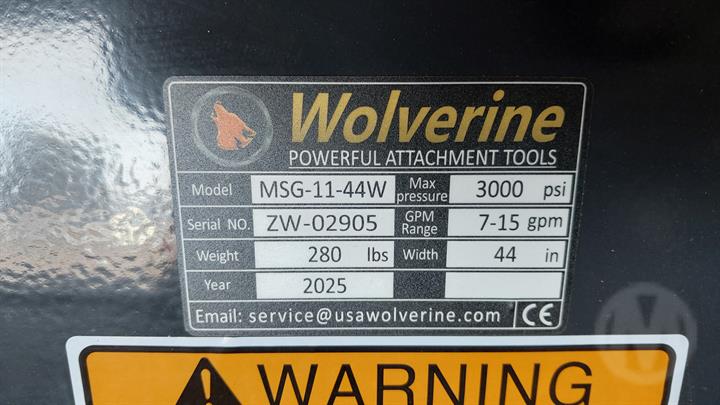 Wolverine
POWERFUL ATTACHMENT TOOLS
Model MSG-11-44W Max pressure 3000 psi
Serial NO. ZW-02905 GPM Range 7-15 gpm
Weight 280 lbs Width 44 in
Year 2025
Email: service@usawolverine.com CE
WARNING